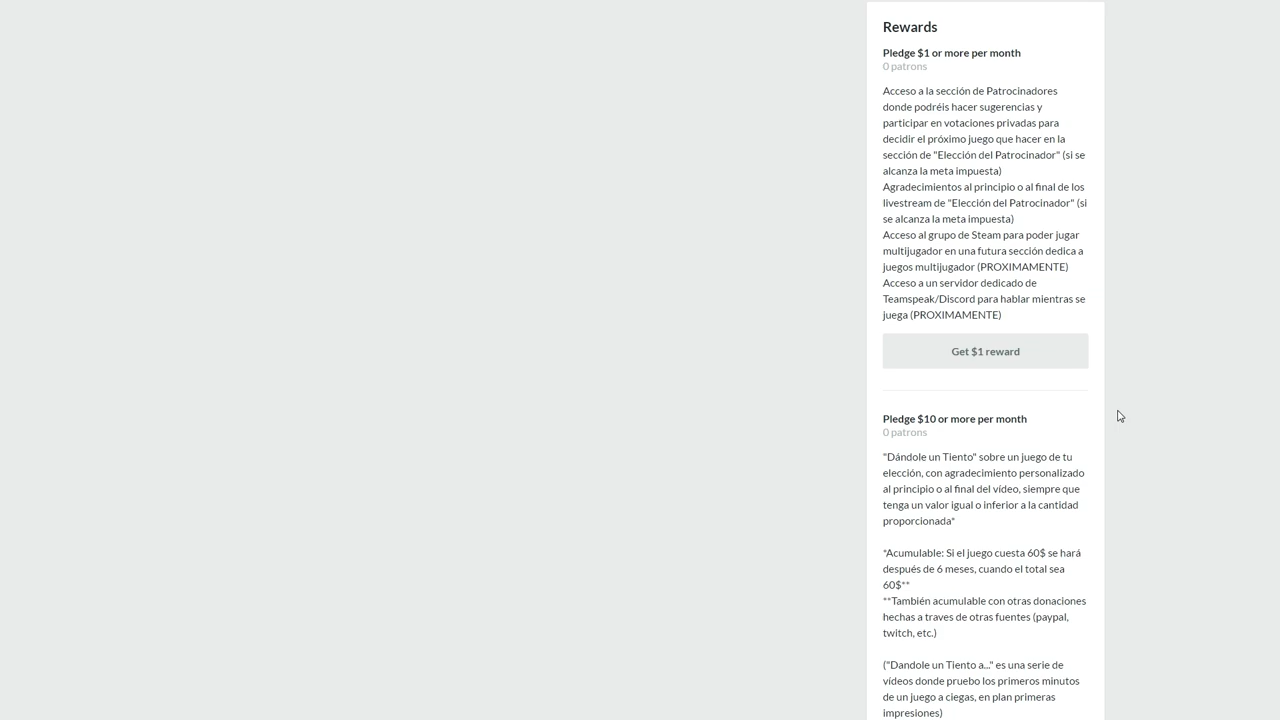 Rewards
Pledge $1 or more per month
0 patrons
Acceso a la sección de Patrocinadores
donde podréis hacer sugerencias y
participar en votaciones privadas para
decidir el próximo juego que hacer en la
sección de "Elección del Patrocinador" (si se
alcanza la meta impuesta)
Agradecimientos al principio o al final de los
livestream de "Elección del Patrocinador" (si
se alcanza la meta impuesta)
Acceso al grupo de Steam para poder jugar
multijugador en una futura sección dedica a
juegos multijugador (PROXIMAMENTE)
Acceso a un servidor dedicado de
Teamspeak/Discord para hablar mientras se
juega (PROXIMAMENTE)
Get $1 reward
Pledge $10 or more per month
0 patrons
"Dándole un Tiento" sobre un juego de tu
elección, con agradecimiento personalizado
al principio o al final del vídeo, siempre que
tenga un valor igual o inferior a la cantidad
proporcionada*
*Acumulable: Si el juego cuesta 60$ se hará
después de 6 meses, cuando el total sea
60$**
**También acumulable con otras donaciones
hechas a traves de otras fuentes (paypal,
twitch, etc.)
("Dandole un Tiento a..." es una serie de
vídeos donde pruebo los primeros minutos
de un juego a ciegas, en plan primeras
impresiones)